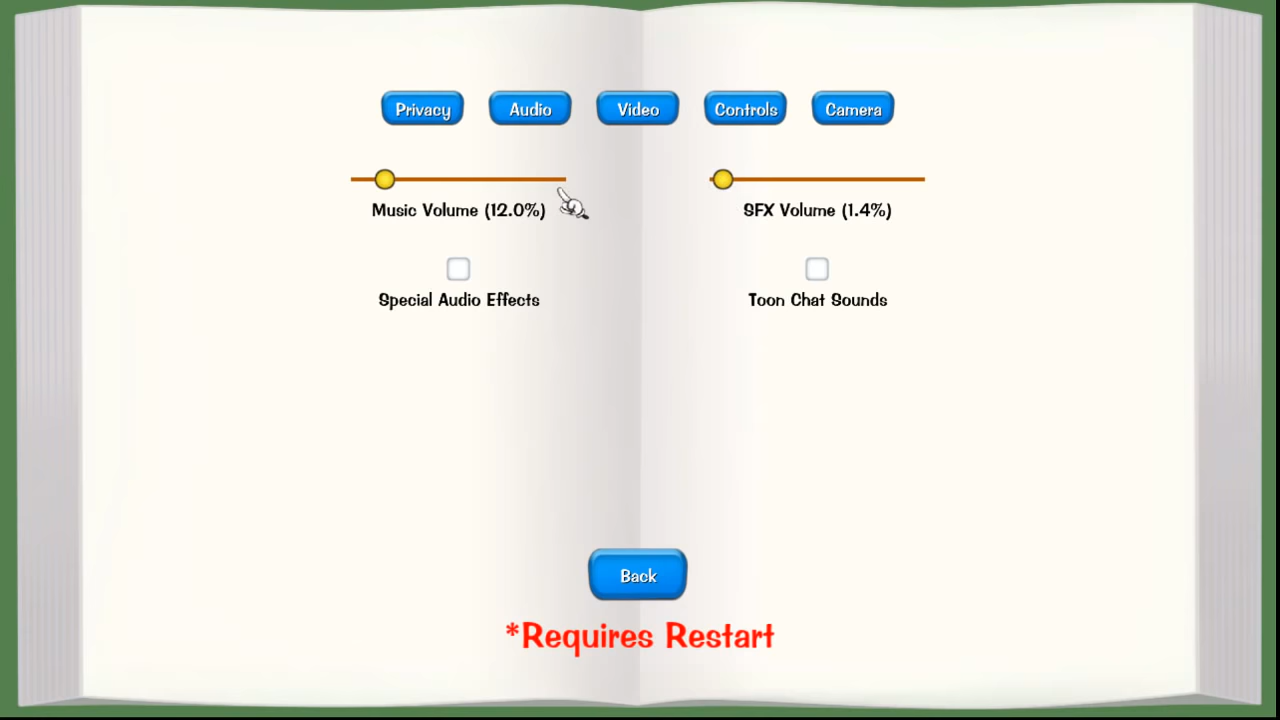 Privacy Audio Video Controls Camera
Music Volume (12.0%) SFX Volume (1.4%)
Special Audio Effects Toon Chat Sounds
Back
*Requires Restart